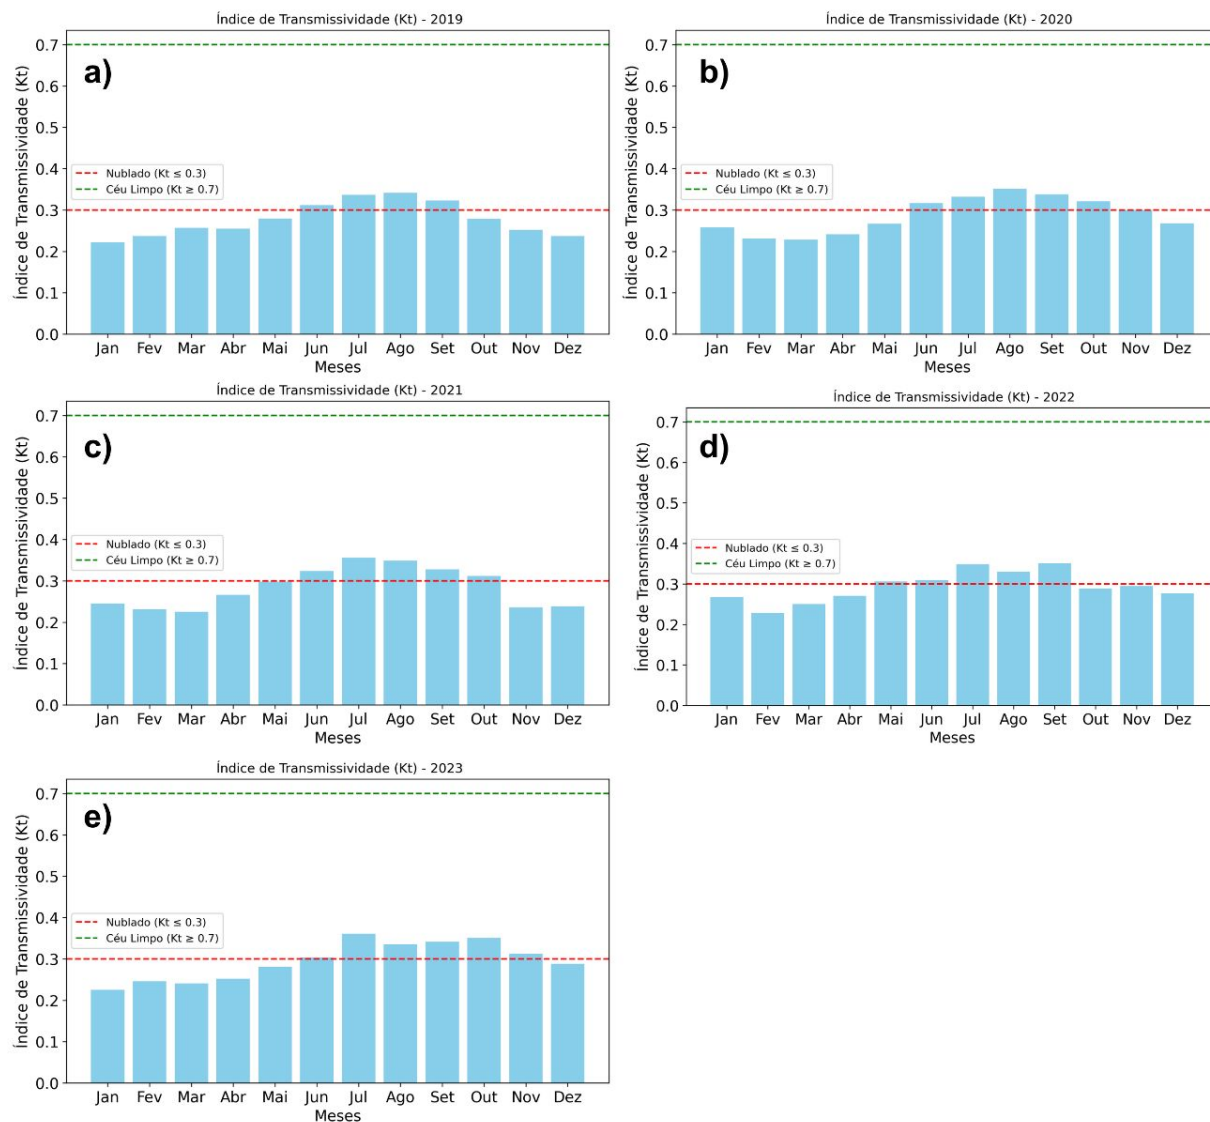 Índice de Transmissividade (Kt) - 2019
a)
Índice de Transmissividade (Kt)
0.7
0.6
0.5
0.4
0.3
0.2
0.1
0.0
Nublado (Kt ≤ 0.3)
Céu Limpo (Kt ≥ 0.7)
Jan Fev Mar Abr Mai Jun Jul Ago Set Out Nov Dez
Meses
Índice de Transmissividade (Kt) - 2020
b)
Índice de Transmissividade (Kt)
0.7
0.6
0.5
0.4
0.3
0.2
0.1
0.0
Nublado (Kt ≤ 0.3)
Céu Limpo (Kt ≥ 0.7)
Jan Fev Mar Abr Mai Jun Jul Ago Set Out Nov Dez
Meses
Índice de Transmissividade (Kt) - 2021
c)
Índice de Transmissividade (Kt)
0.7
0.6
0.5
0.4
0.3
0.2
0.1
0.0
Nublado (Kt ≤ 0.3)
Céu Limpo (Kt ≥ 0.7)
Jan Fev Mar Abr Mai Jun Jul Ago Set Out Nov Dez
Meses
Índice de Transmissividade (Kt) - 2022
d)
Índice de Transmissividade (Kt)
0.7
0.6
0.5
0.4
0.3
0.2
0.1
0.0
Nublado (Kt ≤ 0.3)
Céu Limpo (Kt ≥ 0.7)
Jan Fev Mar Abr Mai Jun Jul Ago Set Out Nov Dez
Meses
Índice de Transmissividade (Kt) - 2023
e)
Índice de Transmissividade (Kt)
0.7
0.6
0.5
0.4
0.3
0.2
0.1
0.0
Nublado (Kt ≤ 0.3)
Céu Limpo (Kt ≥ 0.7)
Jan Fev Mar Abr Mai Jun Jul Ago Set Out Nov Dez
Meses